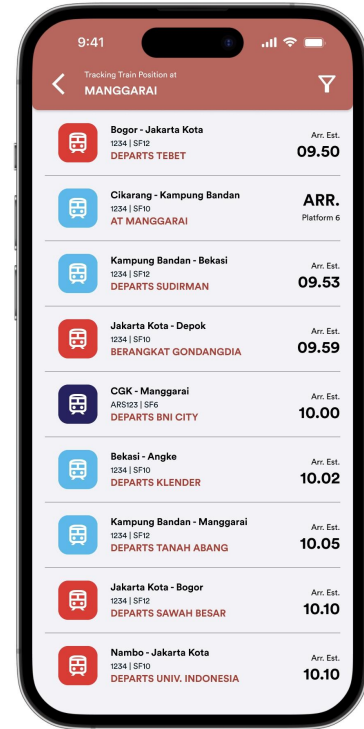 9:41
Tracking Train Position at
MANGGARAI
Bogor - Jakarta Kota
1234 | SF12
DEPARTS TEBET
Arr. Est.
09.50
Cikarang - Kampung Bandan
1234 | SF10
AT MANGGARAI
ARR.
Platform 6
Kampung Bandan - Bekasi
1234 | SF12
DEPARTS SUDIRMAN
Arr. Est.
09.53
Jakarta Kota - Depok
1234 | SF10
BERANGKAT GONDANGDIA
Arr. Est.
09.59
CGK - Manggarai
ARS123 | SF6
DEPARTS BNI CITY
Arr. Est.
10.00
Bekasi - Angke
1234 | SF10
DEPARTS KLENDER
Arr. Est.
10.02
Kampung Bandan - Manggarai
1234 | SF12
DEPARTS TANAH ABANG
Arr. Est.
10.05
Jakarta Kota - Bogor
1234 | SF12
DEPARTS SAWAH BESAR
Arr. Est.
10.10
Nambo - Jakarta Kota
1234 | SF10
DEPARTS UNIV. INDONESIA
Arr. Est.
10.10